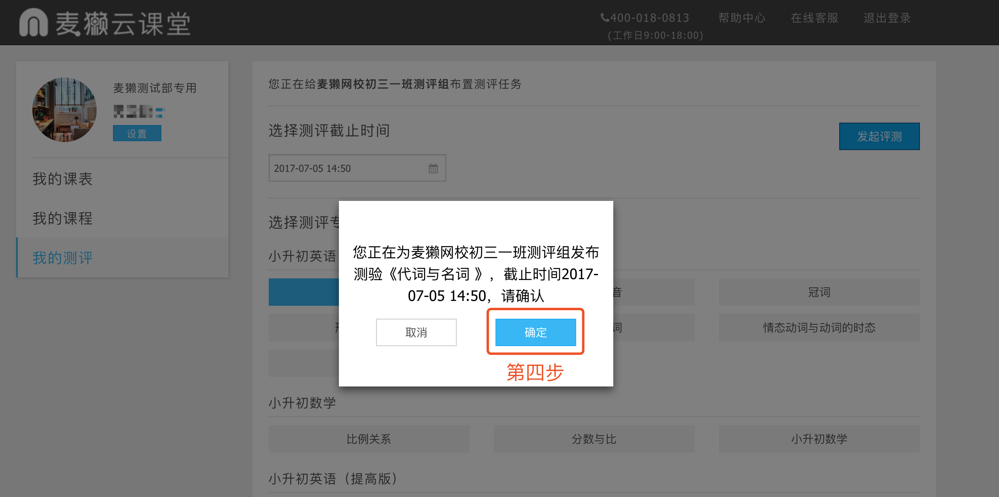 麦獭云课堂
400-018-0813
(工作日9:00-18:00)
帮助中心
在线客服
退出登录
麦獭测试部专用
设置
我的课表
我的课程
我的测评
您正在给麦獭网校初三一班测评组布置测评任务
选择测评截止时间
发起评测
2017-07-05 14:50
选择测评专
小升初英语
音
冠词
词
情态动词与动词的时态
您正在为麦獭网校初三一班测评组发布
测验《代词与名词 》，截止时间2017-
07-05 14:50，请确认
取消
确定
第四步
小升初数学
比例关系
分数与比
小升初数学
小升初英语（提高版）